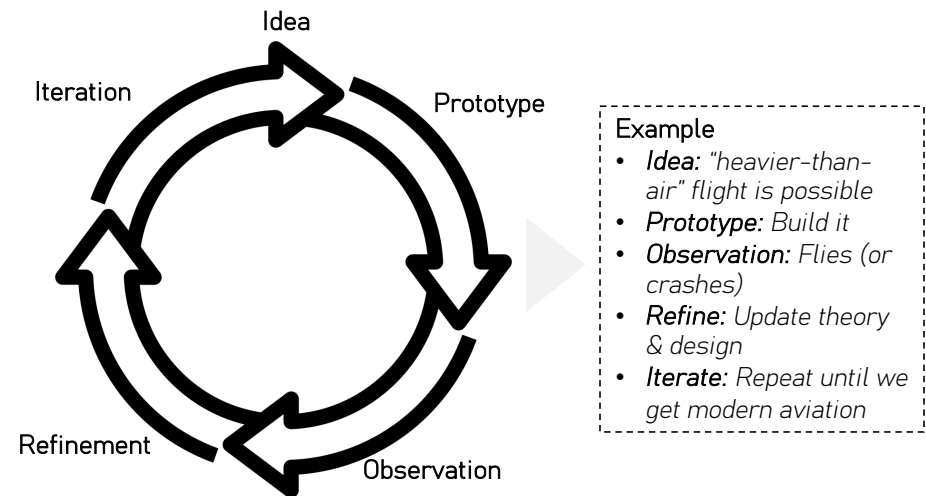 Idea
Iteration
Prototype
Refinement
Observation
Example
• Idea: “heavier-than-
air” flight is possible
• Prototype: Build it
• Observation: Flies (or
crashes)
• Refine: Update theory
& design
• Iterate: Repeat until we
get modern aviation